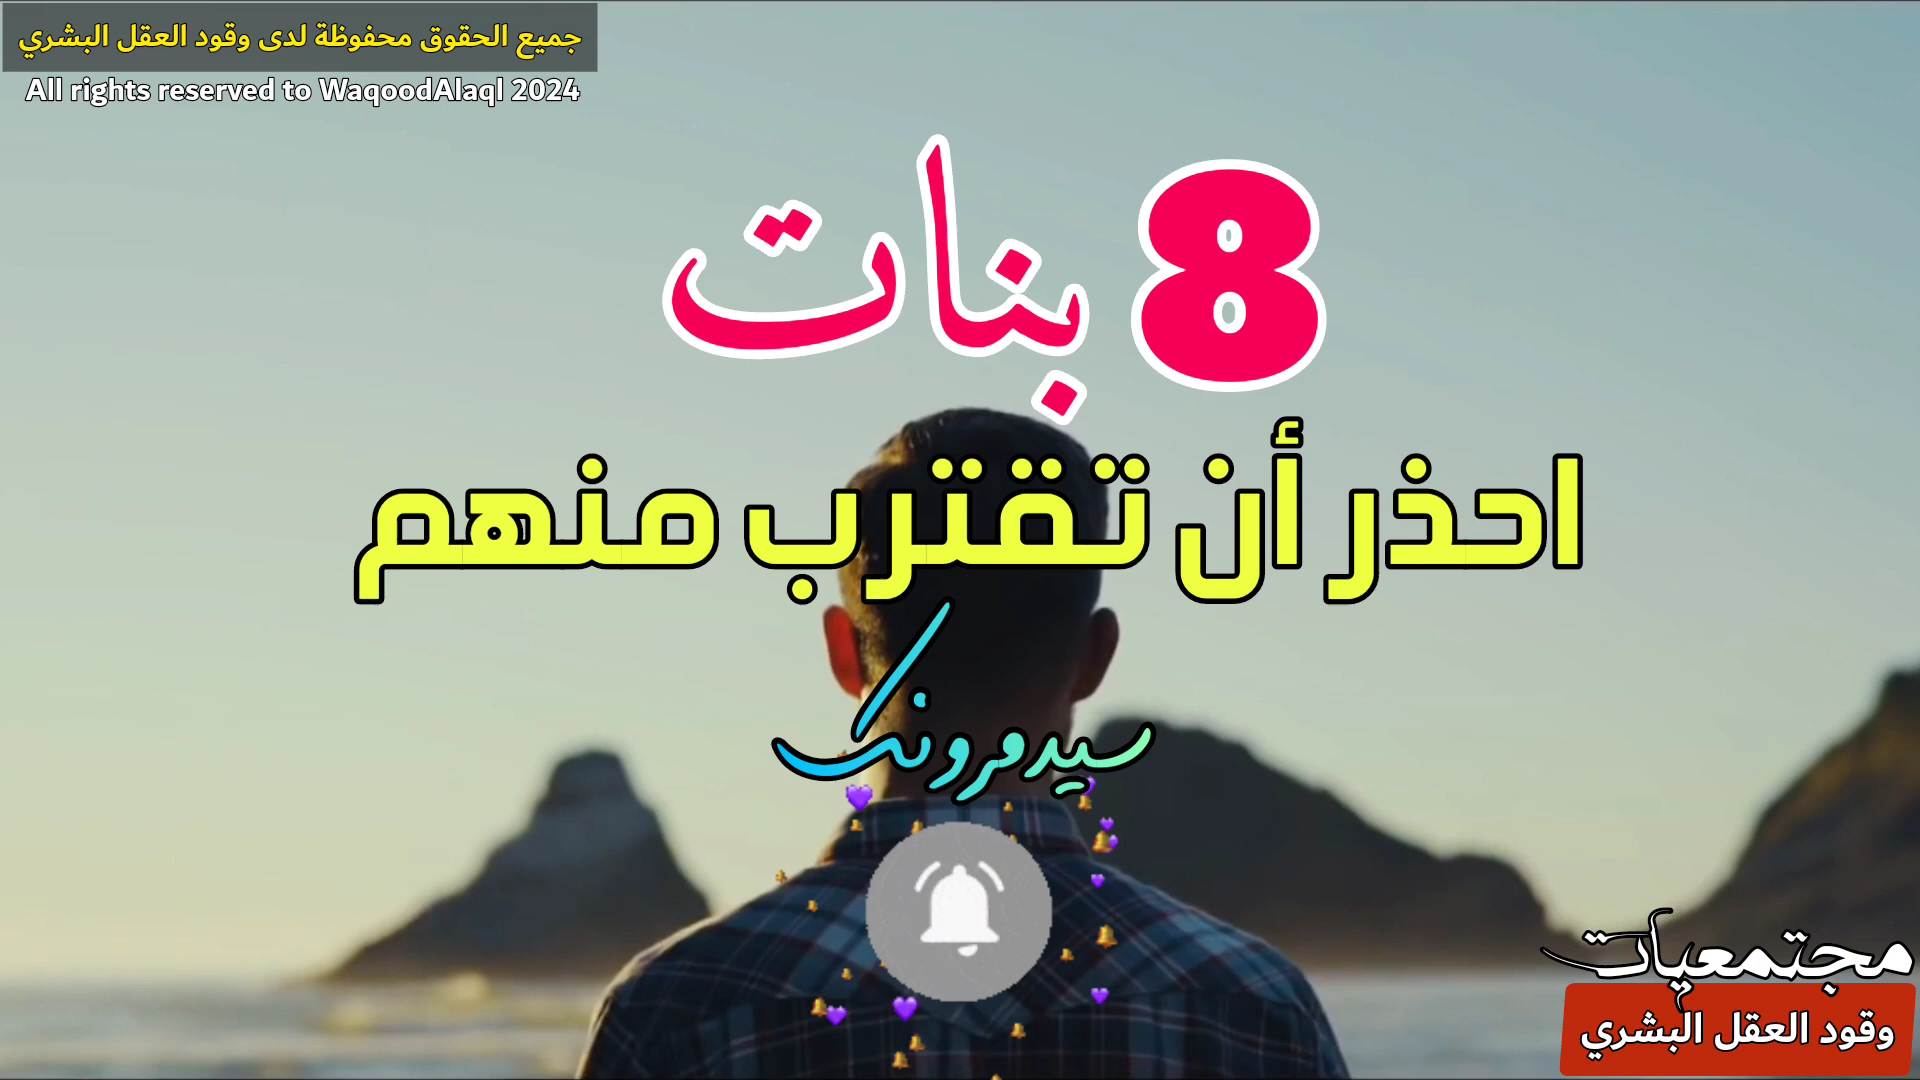 جميع الحقوق محفوظة لدى وقود العقل البشري
All rights reserved to WaqoodAlaql 2024
8 بنات
احذر أن تقترب منهم
سيدمرونك
مجتمعيات
وقود العقل البشري